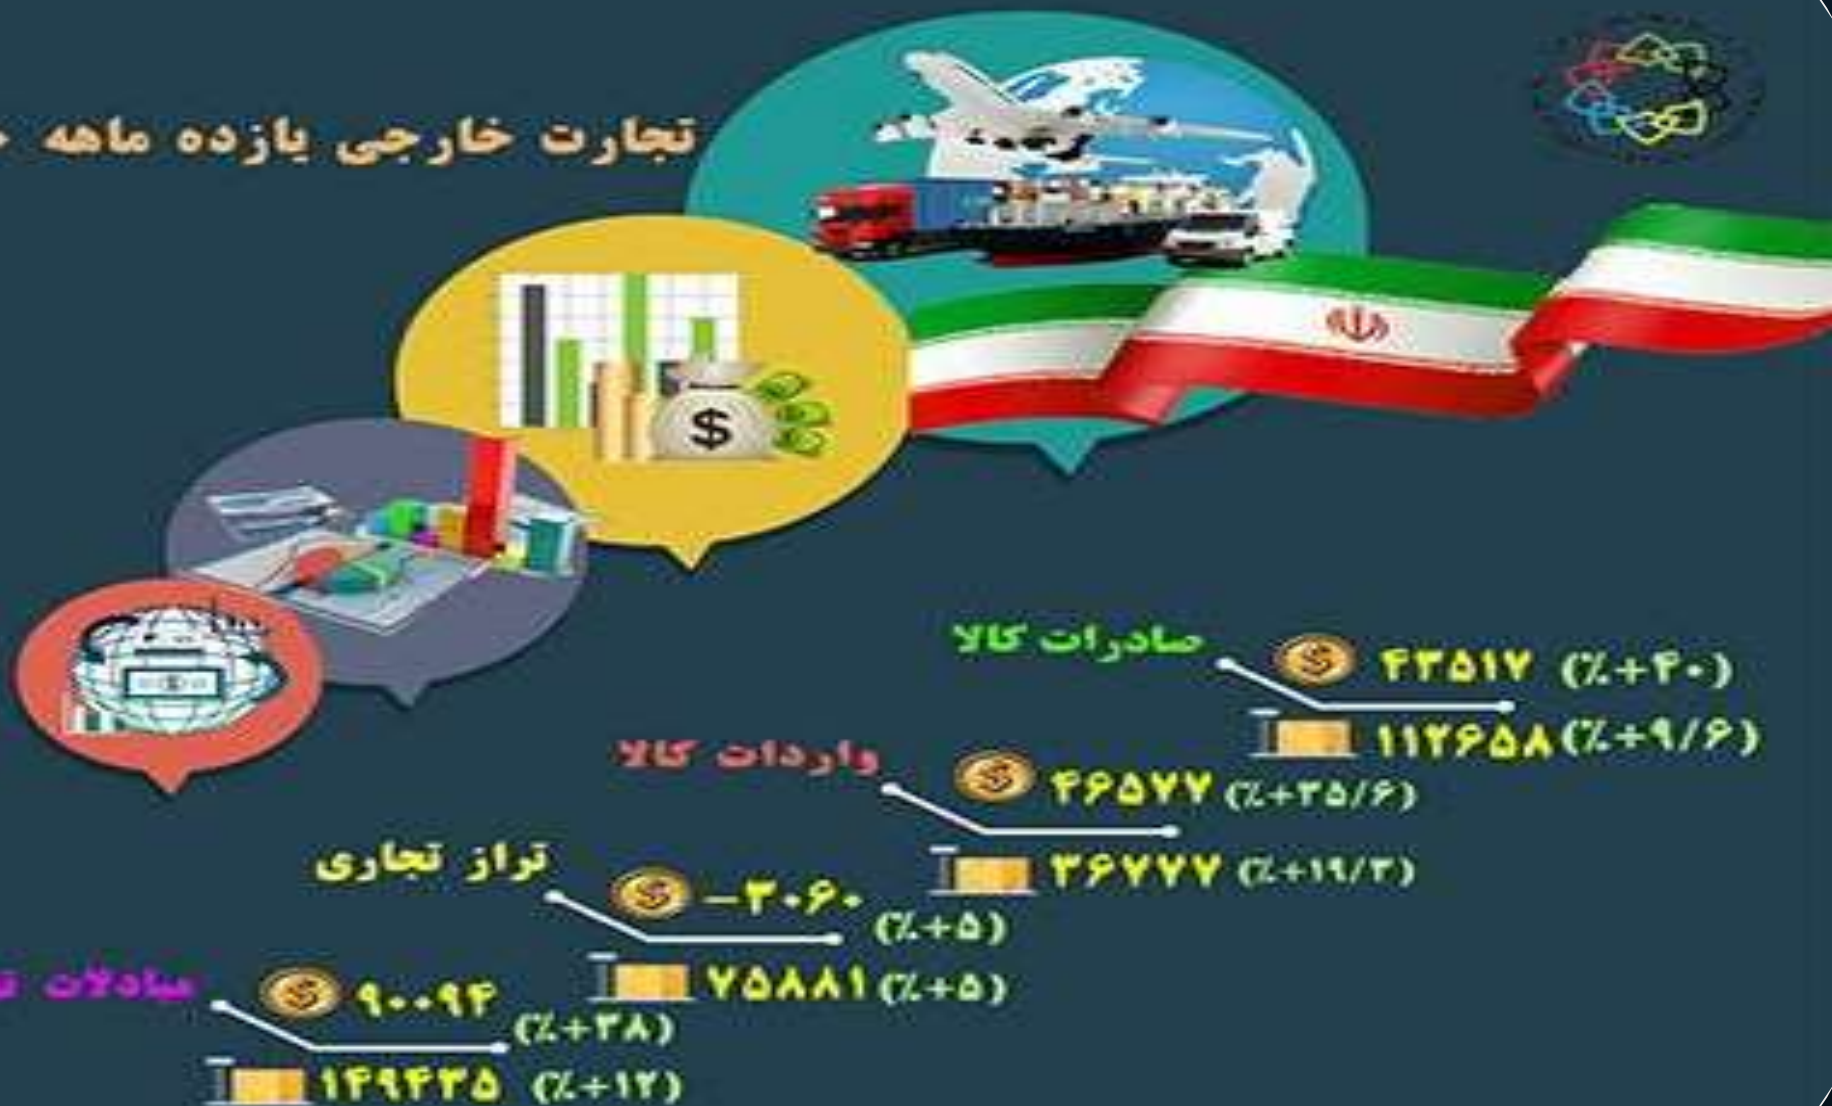 تجارت خارجی یازده ماهه
صادرات کالا
$ ۴۳۵۱۷ (٪+۴۰)
۱۱۲۶۵۸ (٪+۹/۶)
واردات کالا
$ ۴۶۵۷۷ (٪+۳۵/۶)
۳۶۷۷۷ (٪+۱۹/۳)
تراز تجاری
$ -۳۰۶۰ (٪+۵)
۷۵۸۸۱ (٪+۵)
مبادلات
$ ۹۰۰۹۴ (٪+۳۸)
۱۴۹۴۳۵ (٪+۱۲)
$